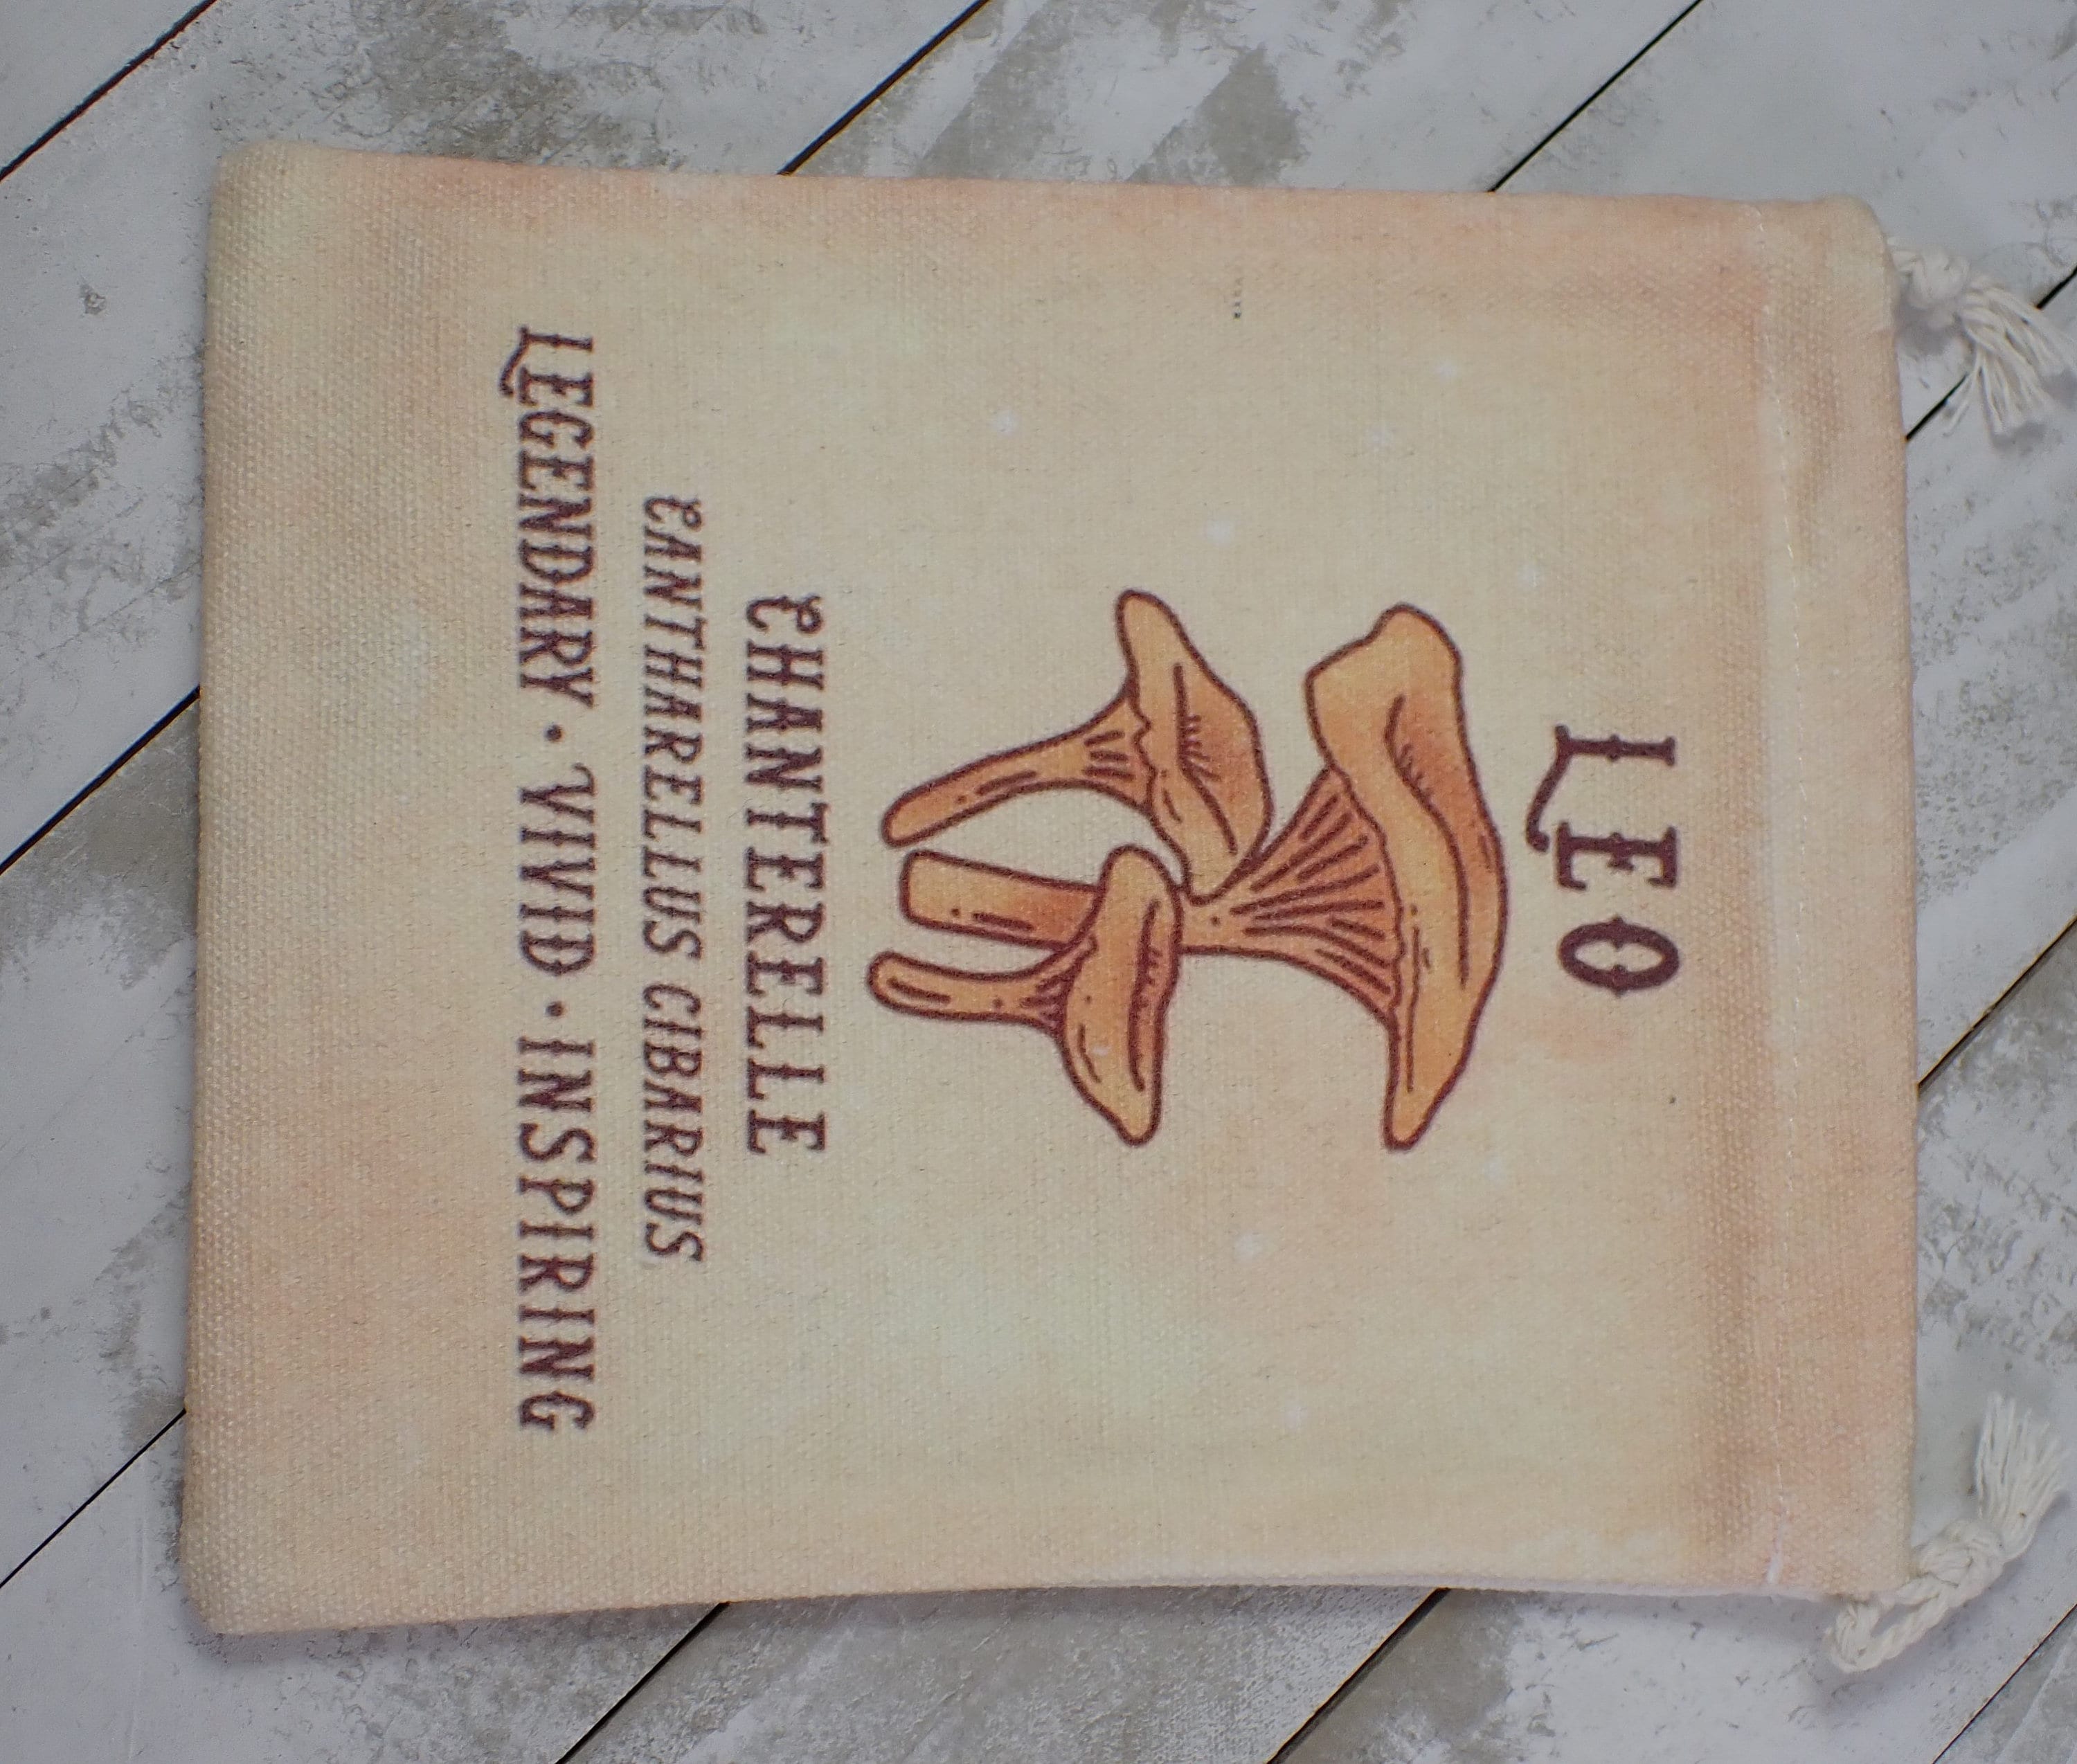 LEO
CHANTERELLE
CANTHARELLUS CIBARIUS
LEGENDARY · VIVID · INSPIRING